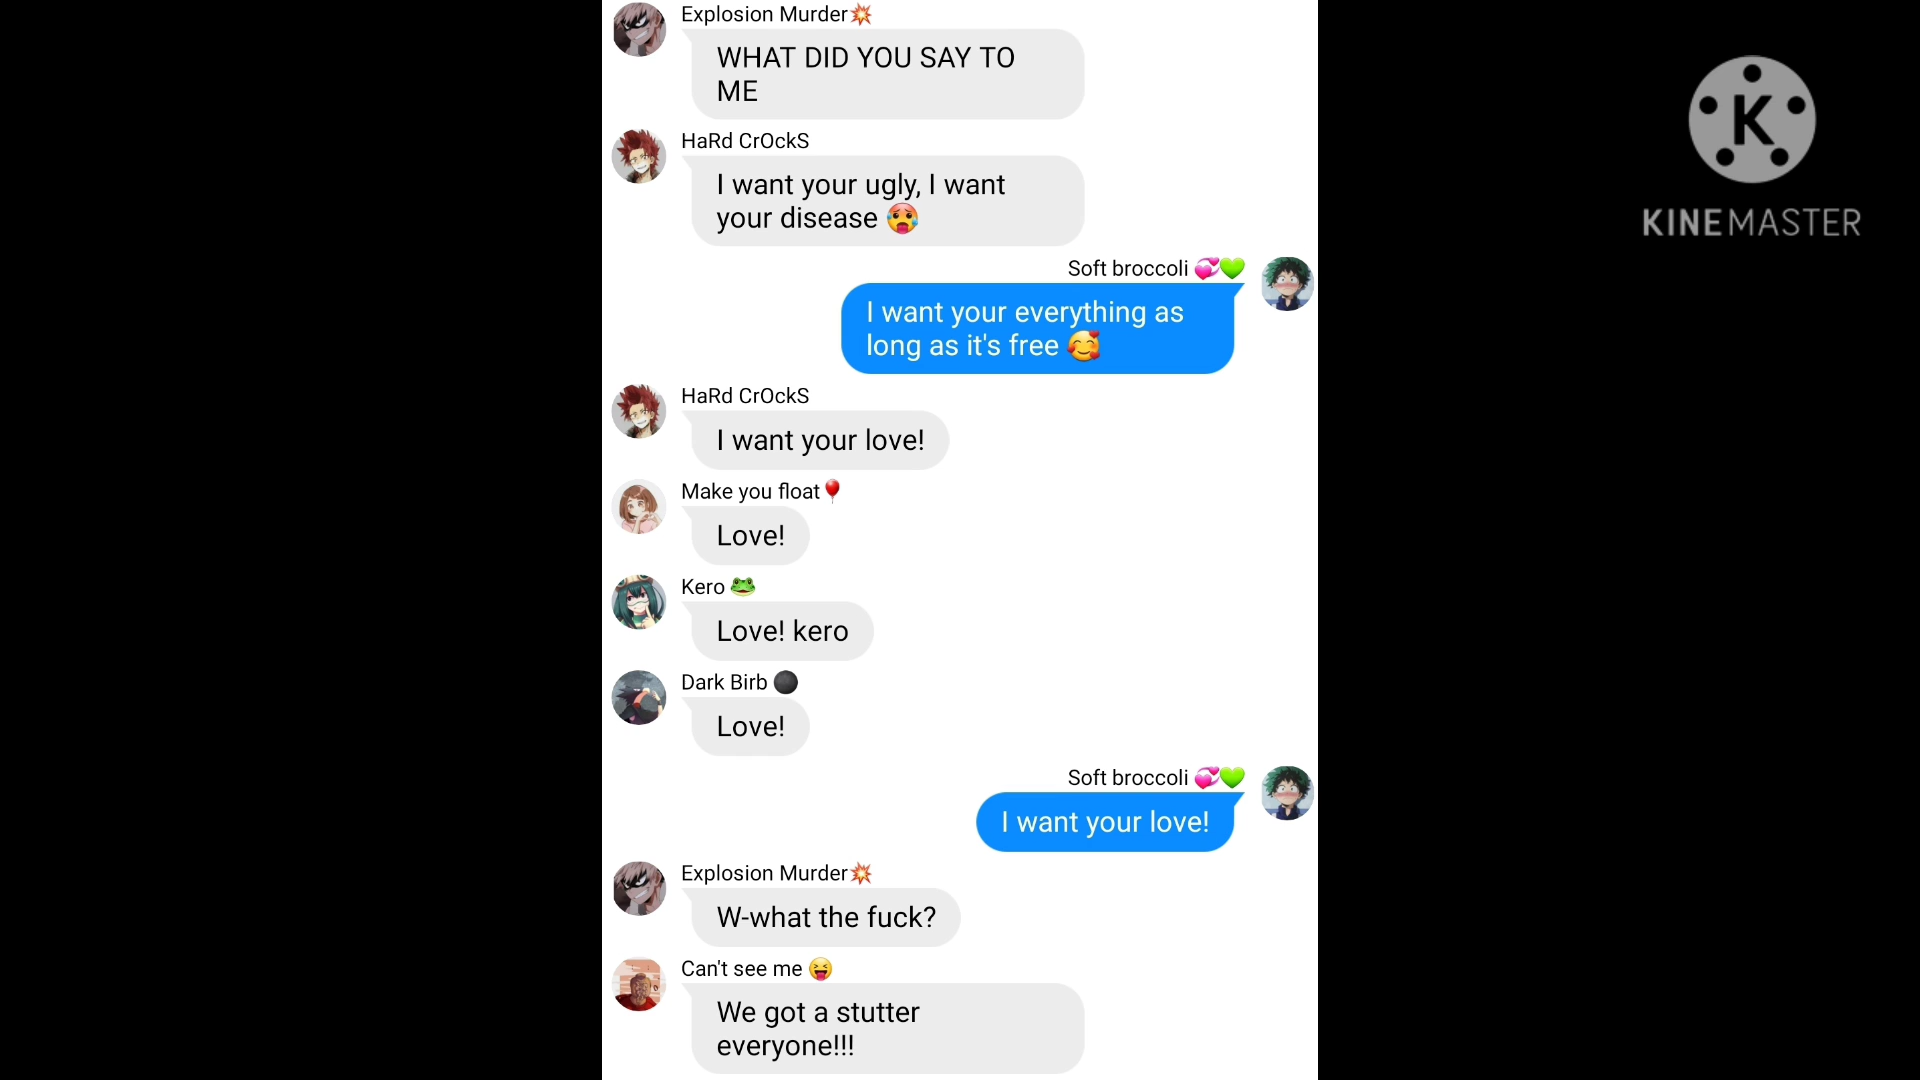 Explosion Murder💥
WHAT DID YOU SAY TO
ME
HaRd CrOckS
I want your ugly, I want
your disease 🥵
Soft broccoli 💞💚
I want your everything as
long as it's free 🥰
HaRd CrOckS
I want your love!
Make you float🎈
Love!
Kero 🐸
Love! kero
Dark Birb 🌑
Love!
Soft broccoli 💞💚
I want your love!
Explosion Murder💥
W-what the fuck?
Can't see me 😝
We got a stutter
everyone!!!
K
KINEMASTER